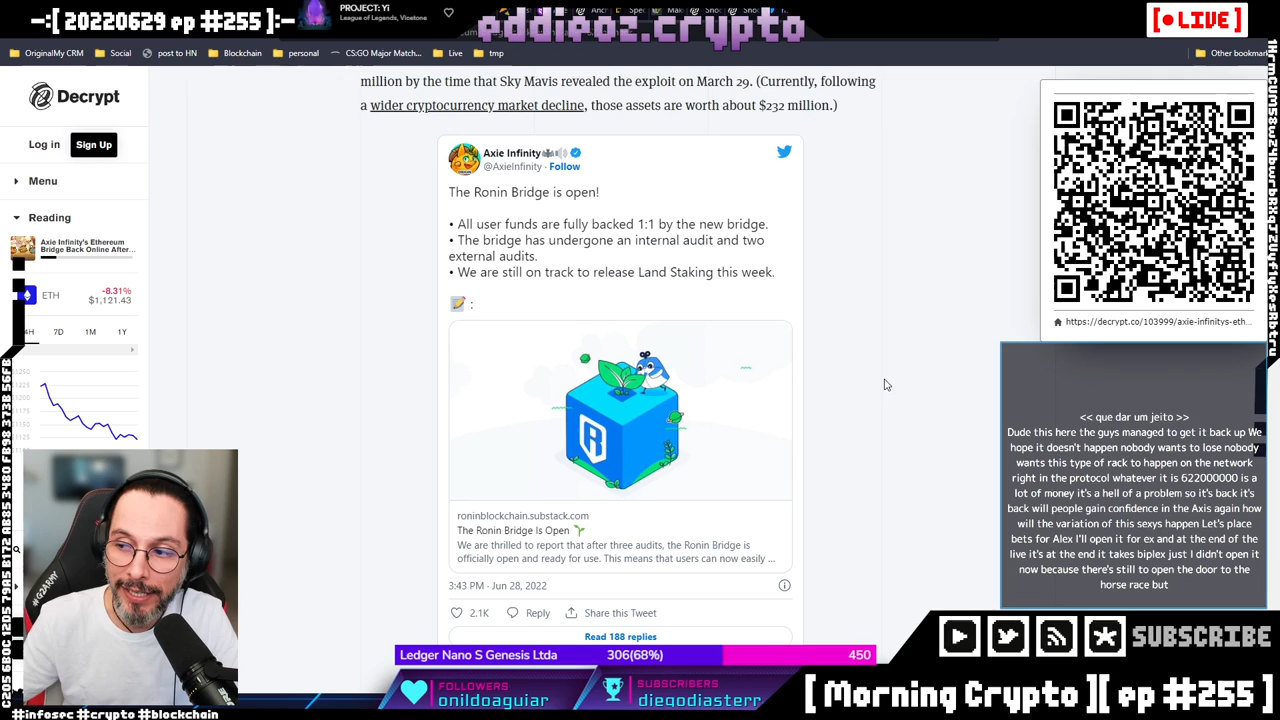 -:[ 20220629 ep #255 ]:-
PROJECT: Yi
League of Legends, Vicetone
eddieoz.crypto
[ LIVE ]
OriginalMy CRM
Social
post to HN
Blockchain
personal
CS:GO Major Match...
Live
tmp
Other bookmar
Decrypt
Log in
Sign Up
Menu
Reading
Axie Infinity's Ethereum
Bridge Back Online After...
ETH
-8.31%
$1,121.43
7D
1M
1Y
million by the time that Sky Mavis revealed the exploit on March 29. (Currently, following
a wider cryptocurrency market decline, those assets are worth about $232 million.)
Axie Infinity
@AxieInfinity · Follow
The Ronin Bridge is open!
• All user funds are fully backed 1:1 by the new bridge.
• The bridge has undergone an internal audit and two
external audits.
• We are still on track to release Land Staking this week.
:
roninblockchain.substack.com
The Ronin Bridge Is Open
We are thrilled to report that after three audits, the Ronin Bridge is
officially open and ready for use. This means that users can now easily ...
3:43 PM · Jun 28, 2022
2.1K
Reply
Share this Tweet
Read 188 replies
https://decrypt.co/103999/axie-infinitys-eth...
<< que dar um jeito >>
Dude this here the guys managed to get it back up We
hope it doesn't happen nobody wants to lose nobody
wants this type of rack to happen on the network
right in the protocol whatever it is 622000000 is a
lot of money it's a hell of a problem so it's back it's
back will people gain confidence in the Axis again how
will the variation of this sexys happen Let's place
bets for Alex I'll open it for ex and at the end of the
live it's at the end it takes biplex just I didn't open it
now because there's still to open the door to the
horse race but
SUBSCRIBE
Ledger Nano S Genesis Ltda
306(68%)
450
FOLLOWERS
onildoaguiar
SUBSCRIBERS
diegodiasterr
[ Morning Crypto ][ ep #255 ]
#infosec #crypto #blockchain